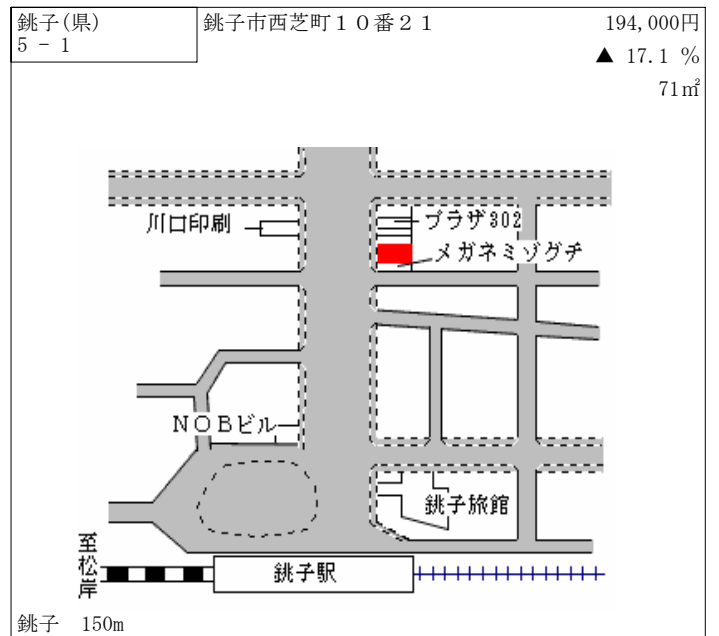 銚子(県)
5 - 1
銚子市西芝町１０番２１
194,000円
▲ 17.1 %
71㎡
川口印刷
プラザ302
メガネミゾグチ
ＮＯＢビル
銚子旅館
至松岸
銚子駅
銚子　150m